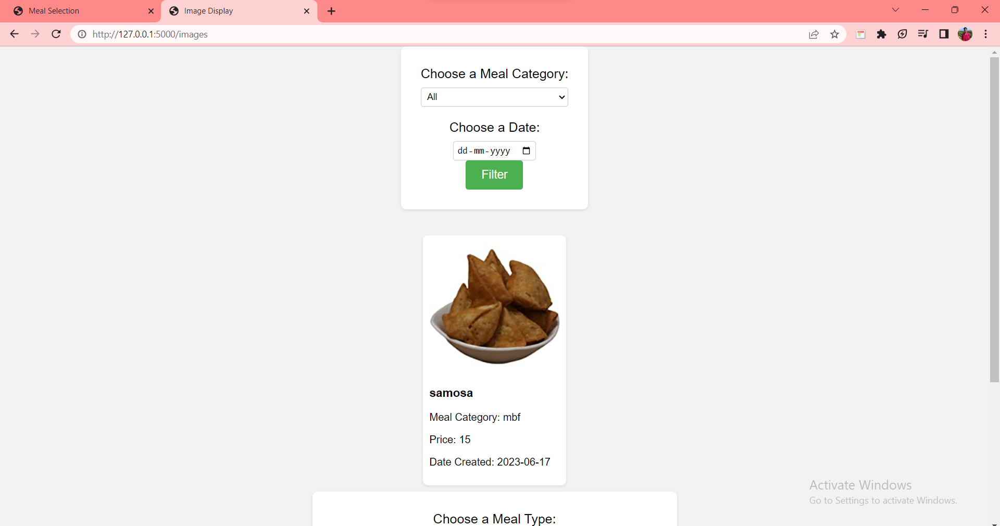 Meal Selection
Image Display
http://127.0.0.1:5000/images
Choose a Meal Category:
All
Choose a Date:
dd-mm-yyyy
Filter
samosa
Meal Category: mbf
Price: 15
Date Created: 2023-06-17
Activate Windows
Go to Settings to activate Windows.
Choose a Meal Type: